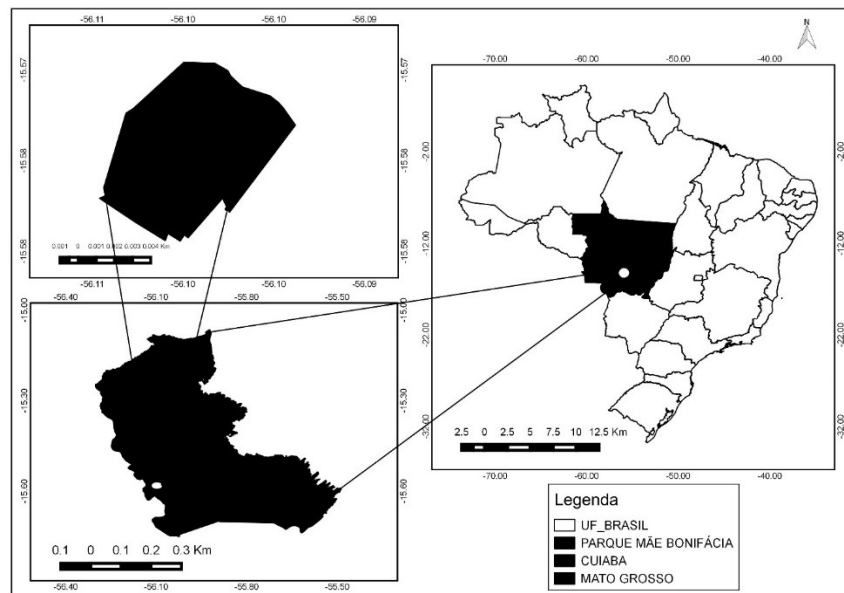 -56.11 -56.10 -56.10 -56.09
-15.57 -15.57
-15.58 -15.58
-15.58 -15.58
0.001 0 0.001 0.002 0.003 0.004 Km
-56.11 -56.10 -56.10 -56.09
-56.40 -56.10 -55.80 -55.50
-15.00 -15.00
-15.30 -15.30
-15.60 -15.60
0.1 0 0.1 0.2 0.3 Km
-56.40 -56.10 -55.80 -55.50
N
-70.00 -60.00 -50.00 -40.00
-2.00 -2.00
-12.00 -12.00
-22.00 -22.00
-32.00 -32.00
2.5 0 2.5 5 7.5 10 12.5 Km
-70.00 -60.00 -50.00 -40.00
Legenda
UF_BRASIL
PARQUE MÃE BONIFÁCIA
CUIABA
MATO GROSSO